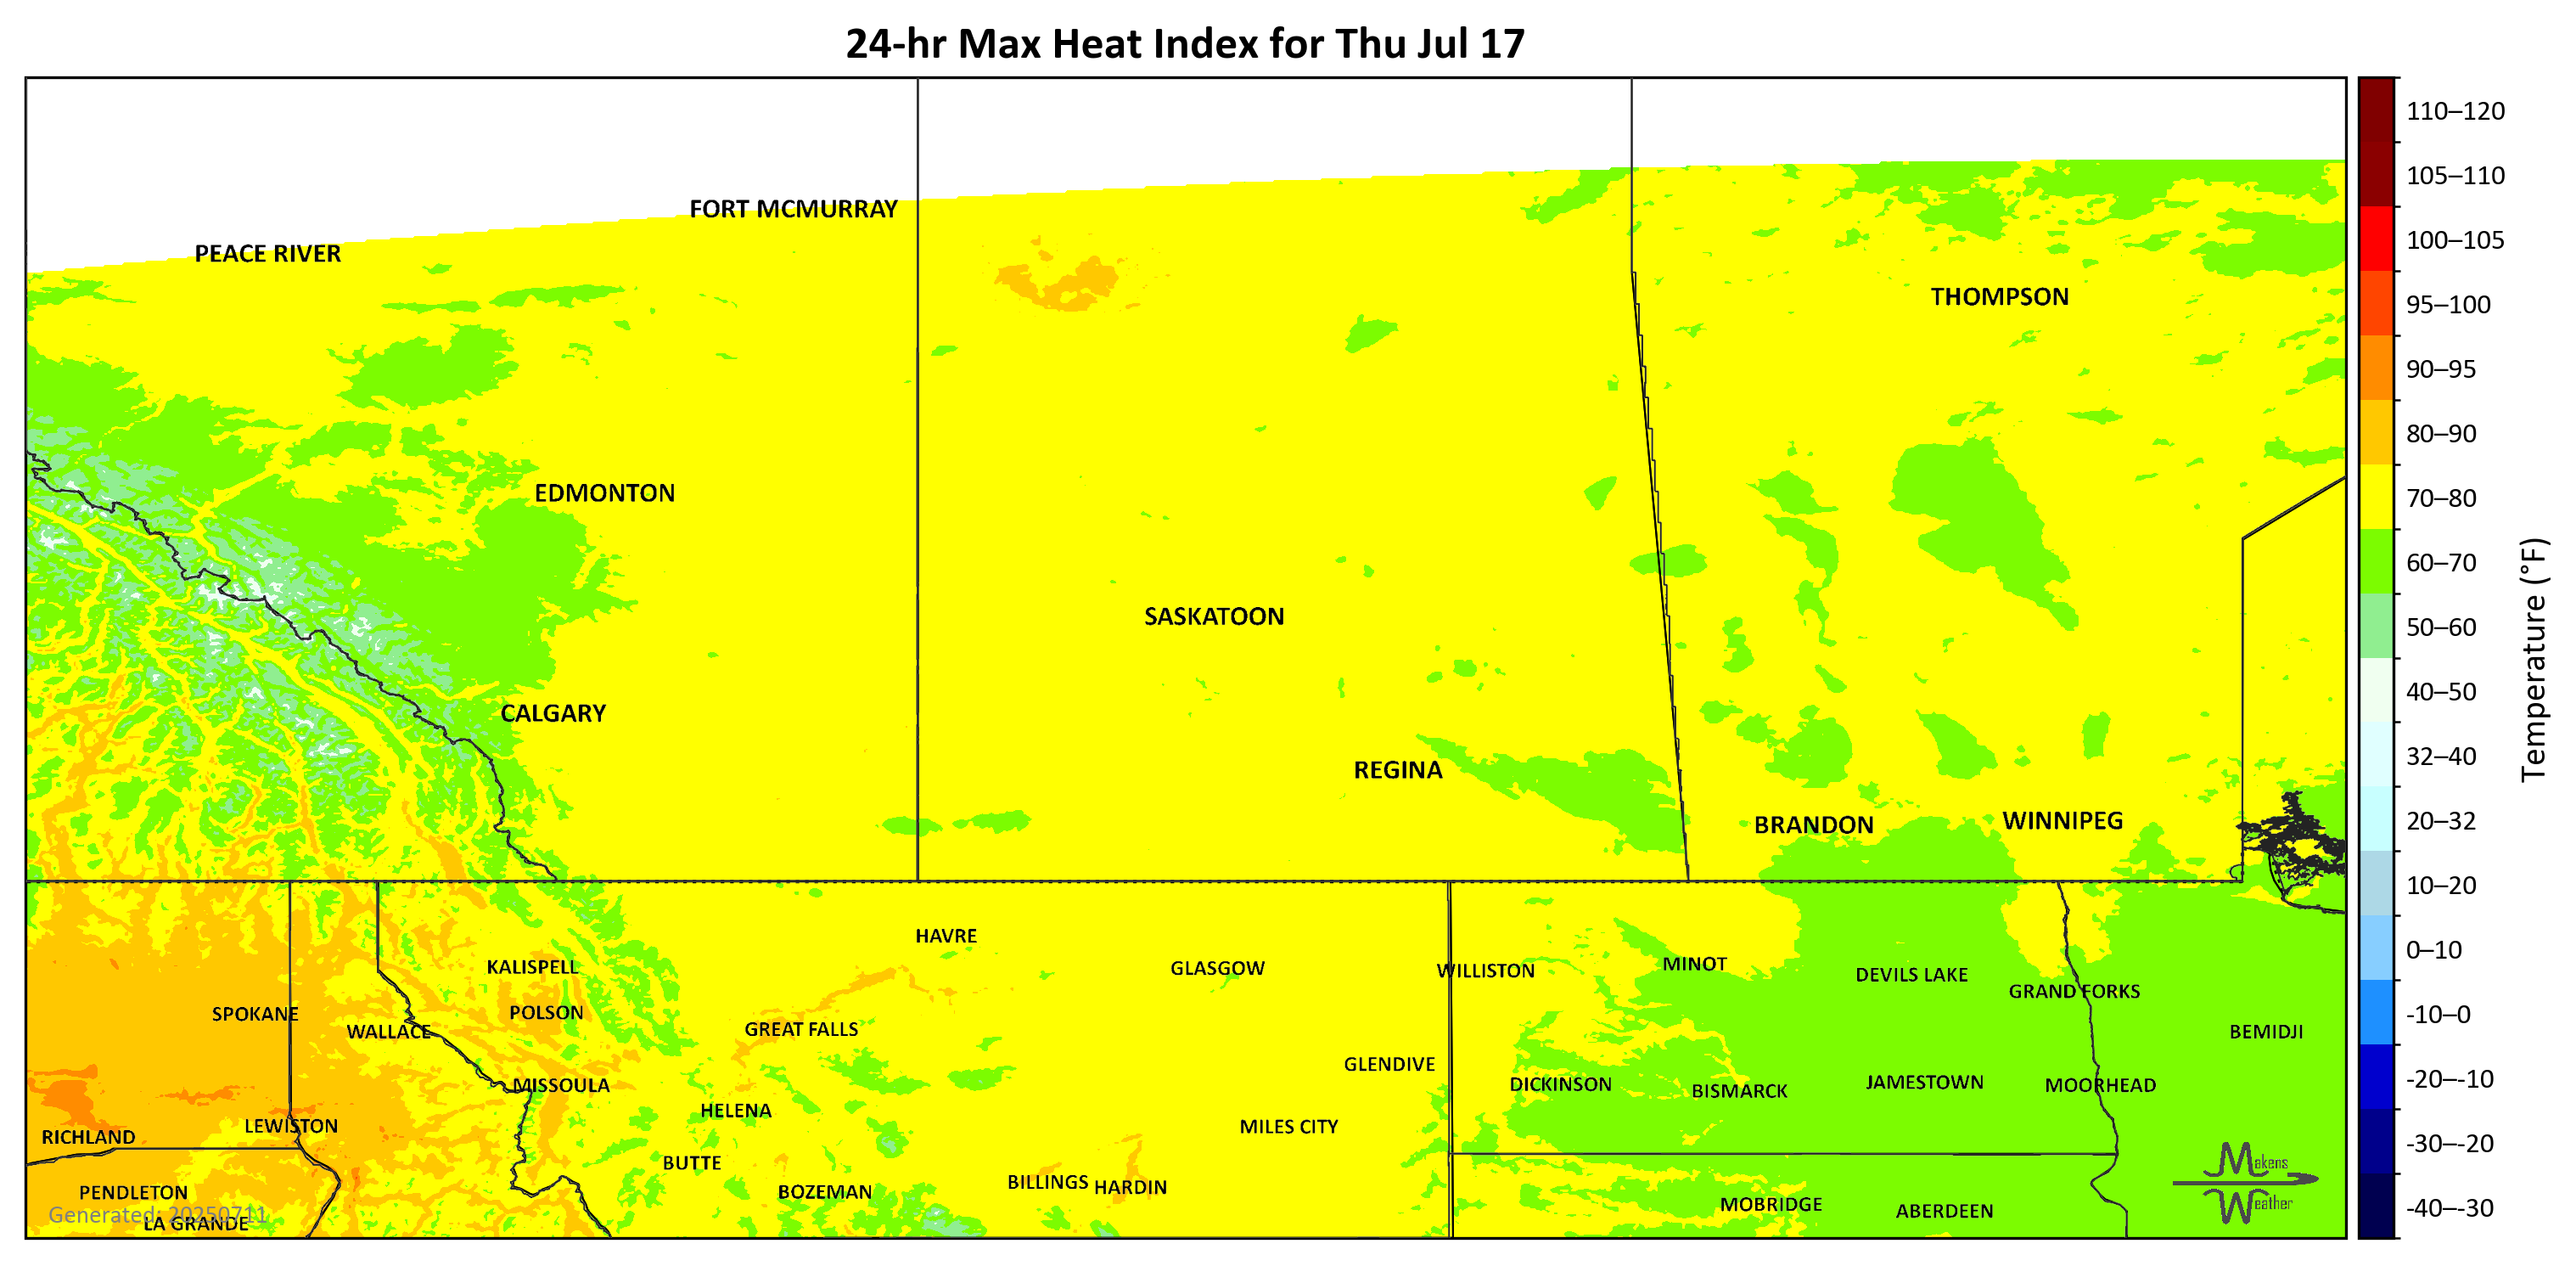 24-hr Max Heat Index for Thu Jul 17
FORT MCMURRAY
PEACE RIVER
THOMPSON
EDMONTON
SASKATOON
CALGARY
REGINA
BRANDON
WINNIPEG
HAVRE
KALISPELL
GLASGOW
WILLISTON
MINOT
DEVILS LAKE
GRAND FORKS
SPOKANE
POLSON
WALLACE
GREAT FALLS
BEMIDJI
GLENDIVE
MISSOULA
DICKINSON
BISMARCK
JAMESTOWN
MOORHEAD
HELENA
LEWISTON
MILES CITY
RICHLAND
BUTTE
BILLINGS
HARDIN
PENDLETON
BOZEMAN
MOBRIDGE
ABERDEEN
Generated: 20250711
LA GRANDE
Makens
Weather
110–120
105–110
100–105
95–100
90–95
80–90
70–80
60–70
50–60
40–50
32–40
20–32
10–20
0–10
-10–0
-20–-10
-30–-20
-40–-30
Temperature (°F)